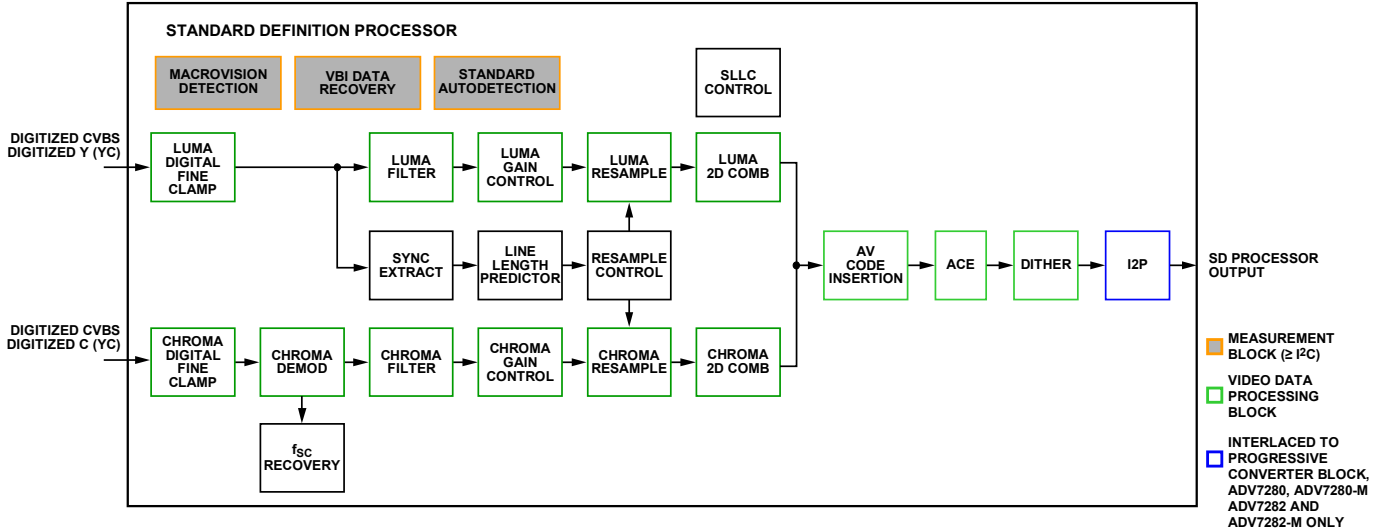 STANDARD DEFINITION PROCESSOR
MACROVISION
DETECTION
VBI DATA
RECOVERY
STANDARD
AUTODETECTION
SLLC
CONTROL
DIGITIZED CVBS
DIGITIZED Y (YC)
LUMA
DIGITAL
FINE
CLAMP
LUMA
FILTER
LUMA
GAIN
CONTROL
LUMA
RESAMPLE
LUMA
2D COMB
SYNC
EXTRACT
LINE
LENGTH
PREDICTOR
RESAMPLE
CONTROL
AV
CODE
INSERTION
ACE
DITHER
I2P
SD PROCESSOR
OUTPUT
DIGITIZED CVBS
DIGITIZED C (YC)
CHROMA
DIGITAL
FINE
CLAMP
CHROMA
DEMOD
CHROMA
FILTER
CHROMA
GAIN
CONTROL
CHROMA
RESAMPLE
CHROMA
2D COMB
fSC
RECOVERY
MEASUREMENT
BLOCK (≥ I²C)
VIDEO DATA
PROCESSING
BLOCK
INTERLACED TO
PROGRESSIVE
CONVERTER BLOCK,
ADV7280, ADV7280-M
ADV7282 AND
ADV7282-M ONLY